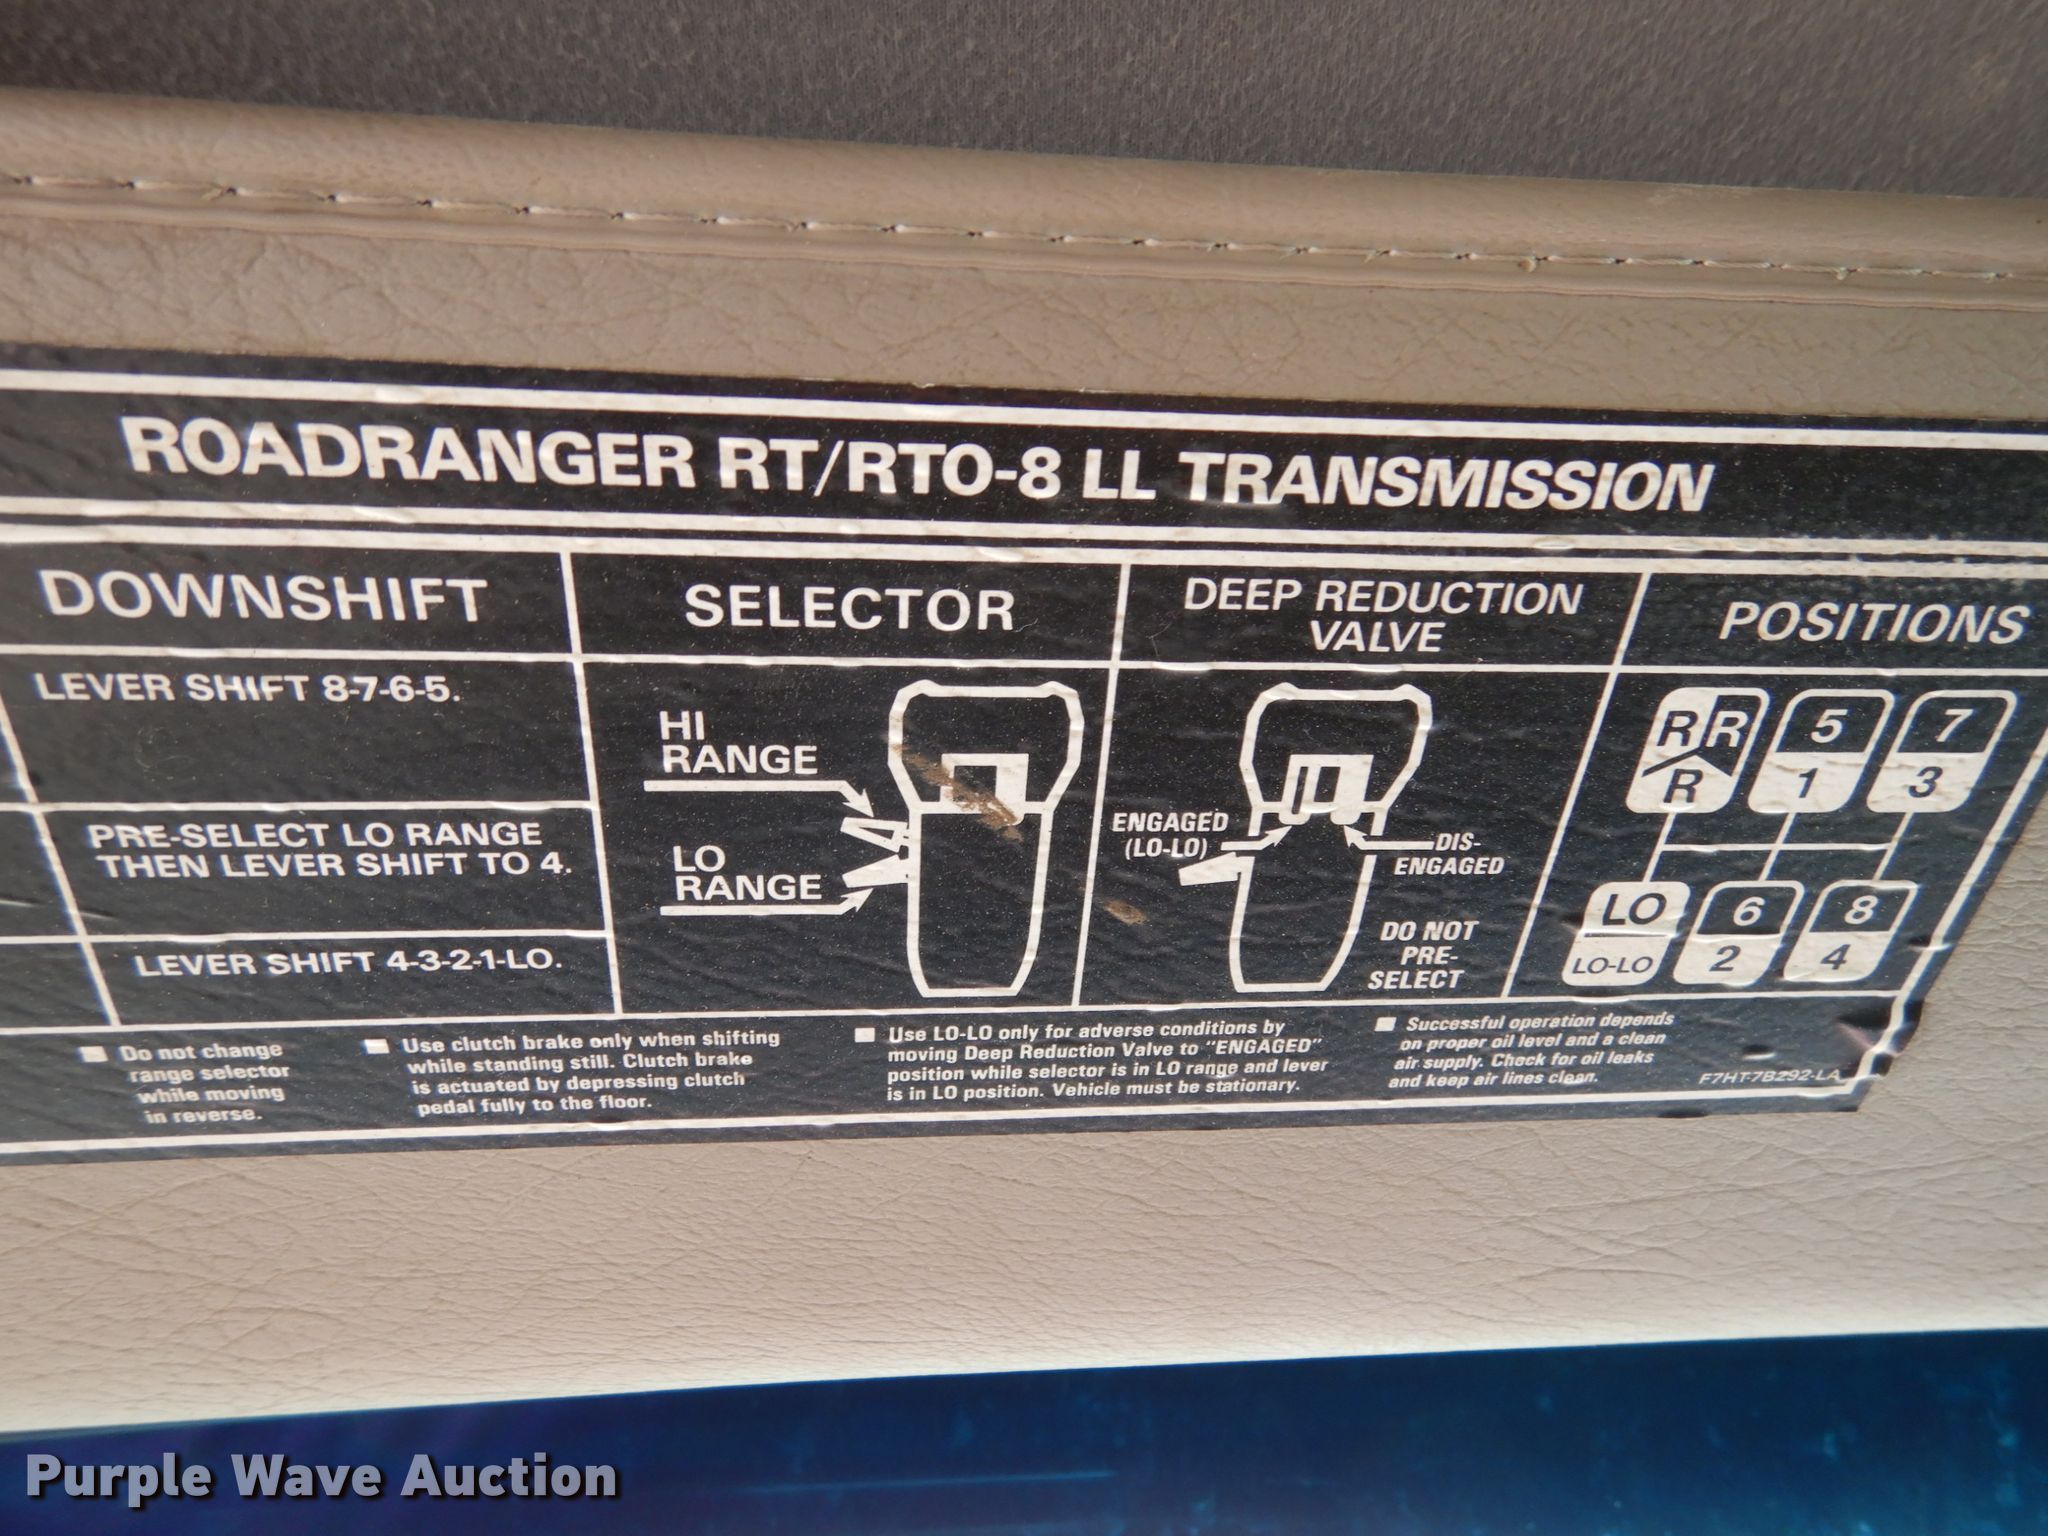 ROADRANGER RT/RTO-8 LL TRANSMISSION
DOWNSHIFT
LEVER SHIFT 8-7-6-5.
PRE-SELECT LO RANGE
THEN LEVER SHIFT TO 4.
LEVER SHIFT 4-3-2-1-LO.
SELECTOR
HI
RANGE
LO
RANGE
DEEP REDUCTION
VALVE
ENGAGED
(LO-LO)
DIS-
ENGAGED
DO NOT
PRE-
SELECT
POSITIONS
R R 5 7
R 1 3
LO 6 8
LO-LO 2 4
Do not change
range selector
while moving
in reverse.
Use clutch brake only when shifting
while standing still. Clutch brake
is actuated by depressing clutch
pedal fully to the floor.
Use LO-LO only for adverse conditions by
moving Deep Reduction Valve to "ENGAGED"
position while selector is in LO range and lever
is in LO position. Vehicle must be stationary.
Successful operation depends
on proper oil level and a clean
air supply. Check for oil leaks
and keep air lines clean.
F7HT-7B292-LA
Purple Wave Auction